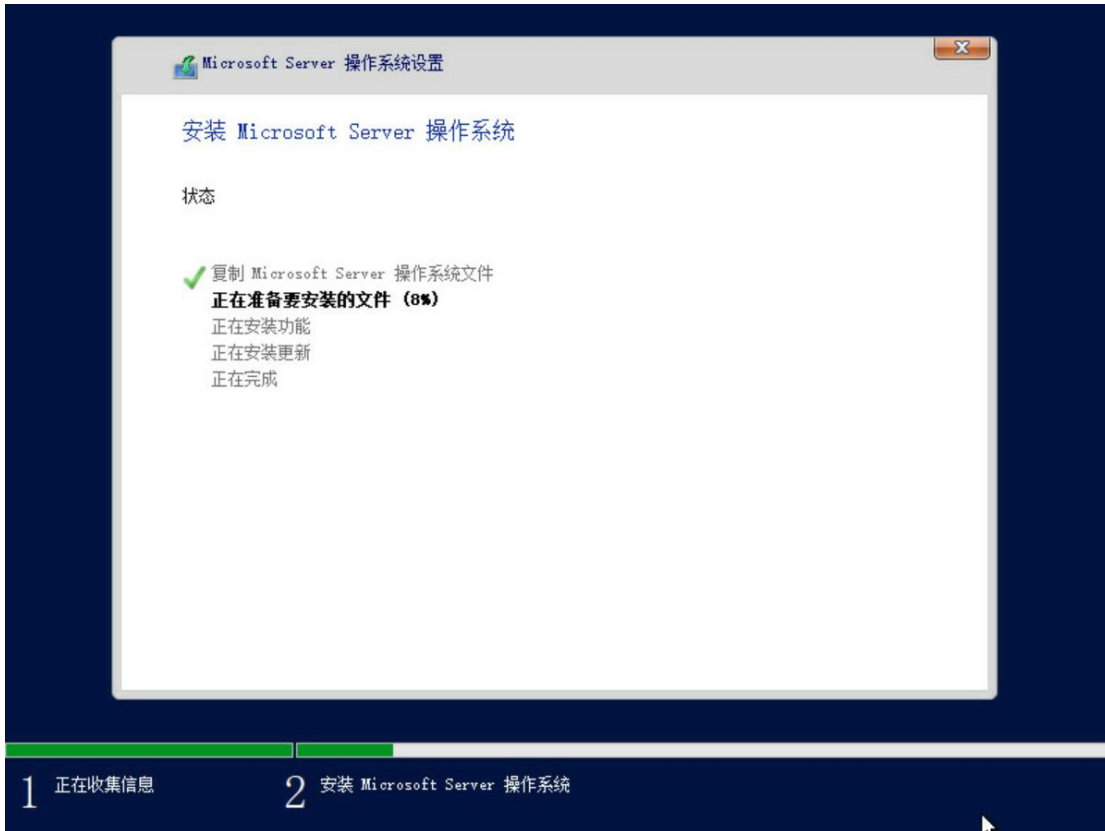 Microsoft Server 操作系统设置
安装 Microsoft Server 操作系统
状态
复制 Microsoft Server 操作系统文件
正在准备要安装的文件 (8%)
正在安装功能
正在安装更新
正在完成
1 正在收集信息
2 安装 Microsoft Server 操作系统